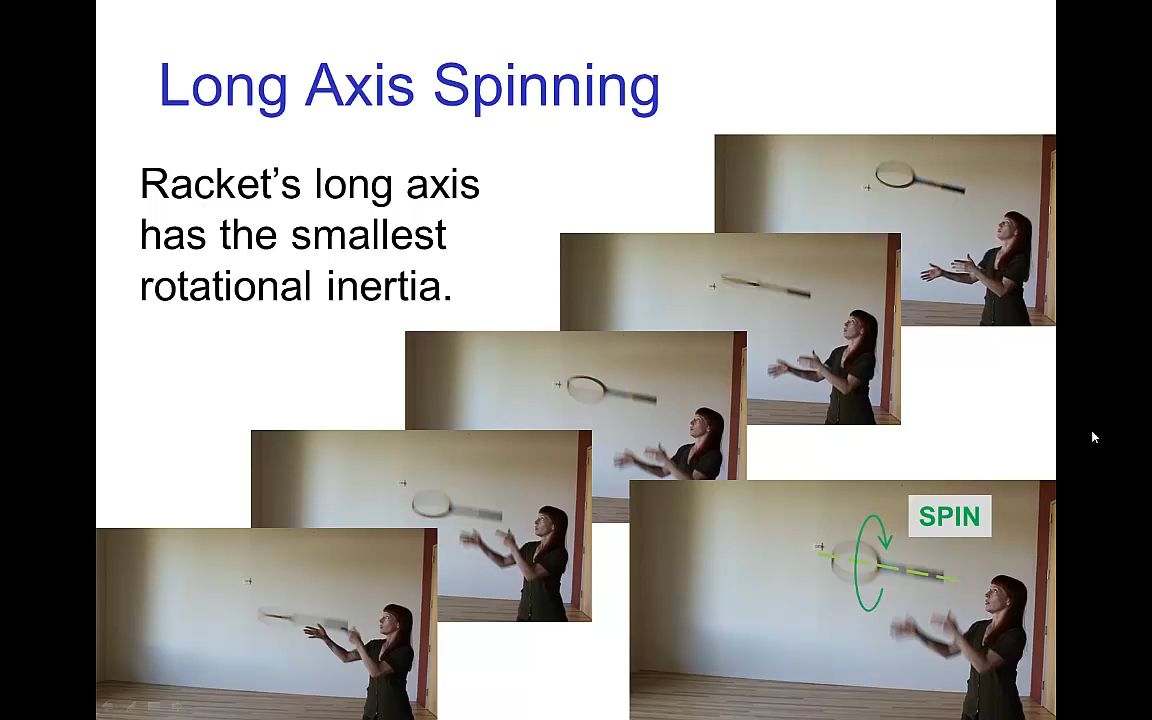 Long Axis Spinning
Racket’s long axis
has the smallest
rotational inertia.
SPIN